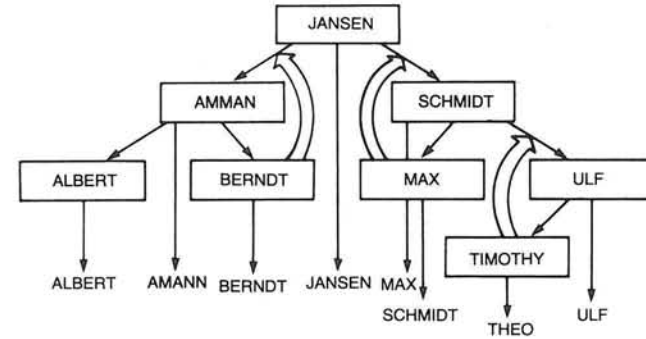 JANSEN
AMMAN SCHMIDT
ALBERT BERNDT MAX ULF
TIMOTHY
ALBERT AMANN BERNDT JANSEN MAX
SCHMIDT THEO ULF